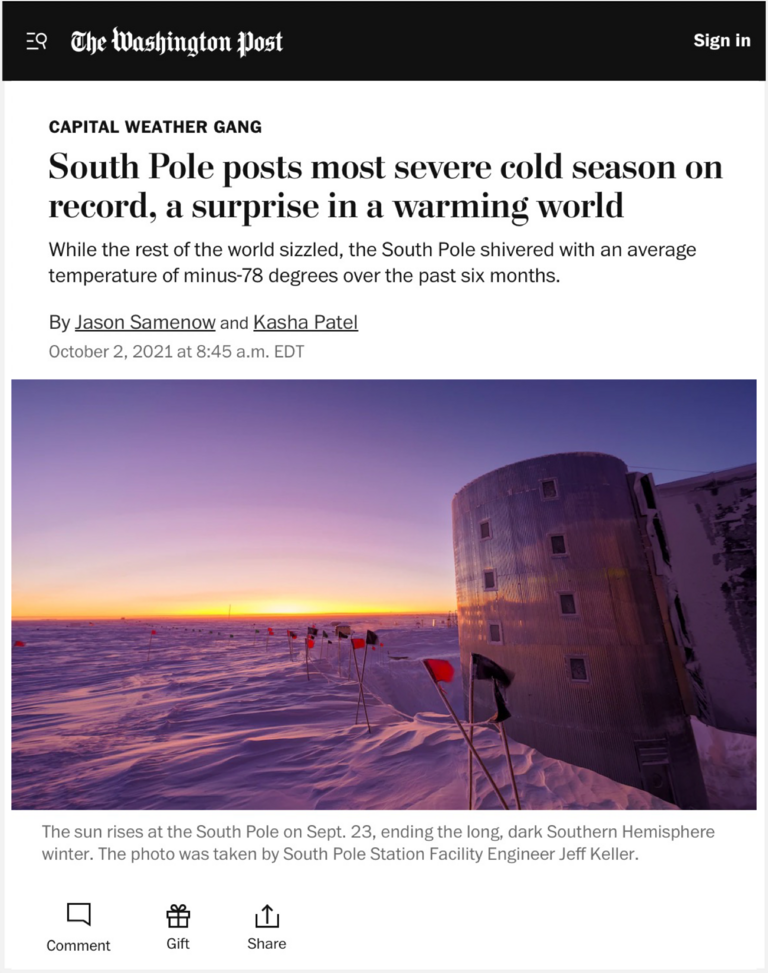 The Washington Post
Sign in
CAPITAL WEATHER GANG
South Pole posts most severe cold season on
record, a surprise in a warming world
While the rest of the world sizzled, the South Pole shivered with an average
temperature of minus-78 degrees over the past six months.
By Jason Samenow and Kasha Patel
October 2, 2021 at 8:45 a.m. EDT
The sun rises at the South Pole on Sept. 23, ending the long, dark Southern Hemisphere
winter. The photo was taken by South Pole Station Facility Engineer Jeff Keller.
Comment
Gift
Share